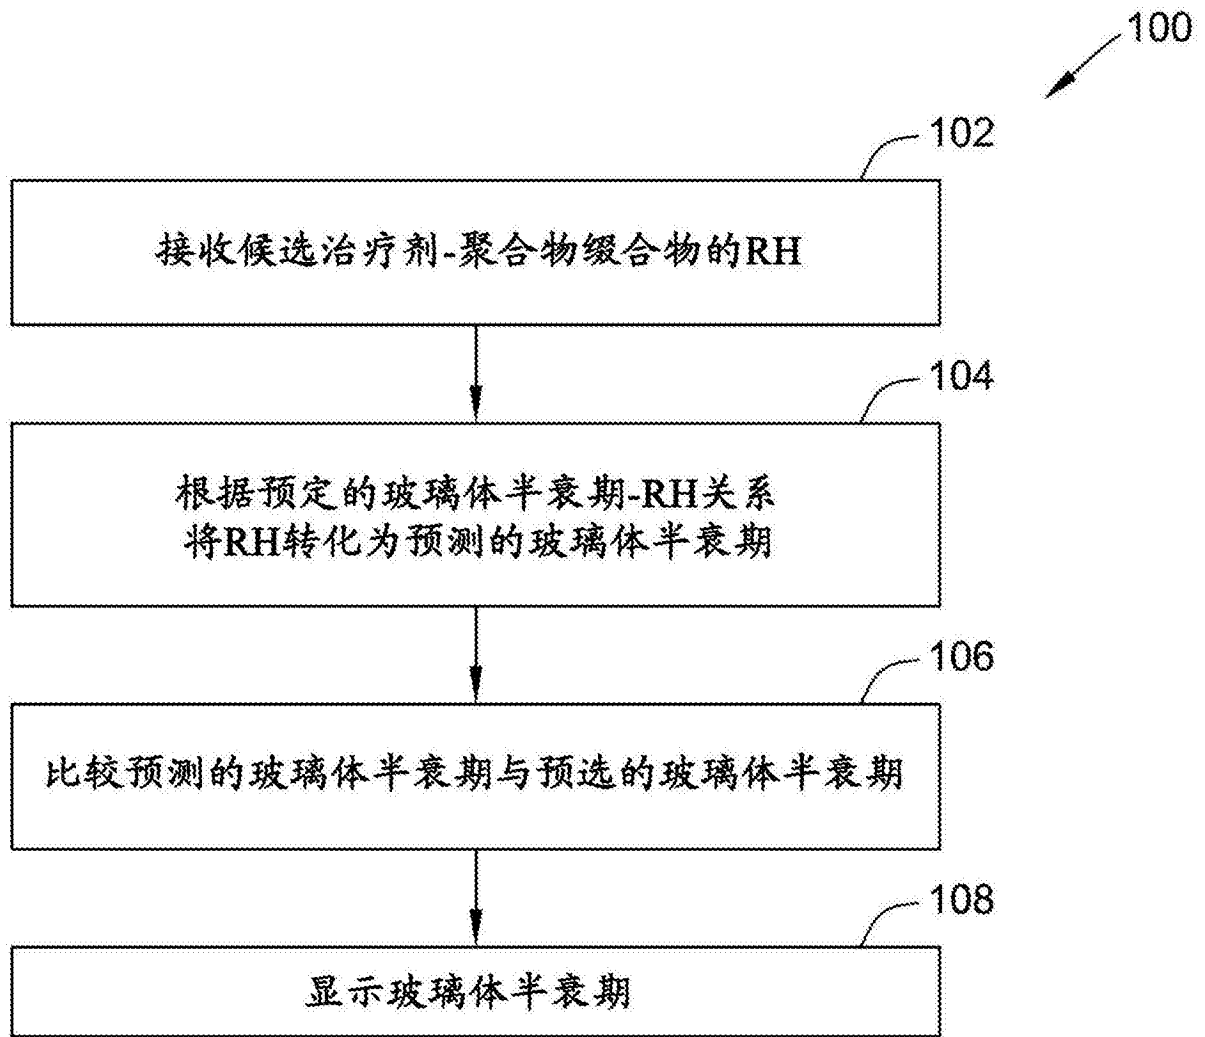 100
102
接收候选治疗剂-聚合物缀合物的RH
104
根据预定的玻璃体半衰期-RH关系
将RH转化为预测的玻璃体半衰期
106
比较预测的玻璃体半衰期与预选的玻璃体半衰期
108
显示玻璃体半衰期